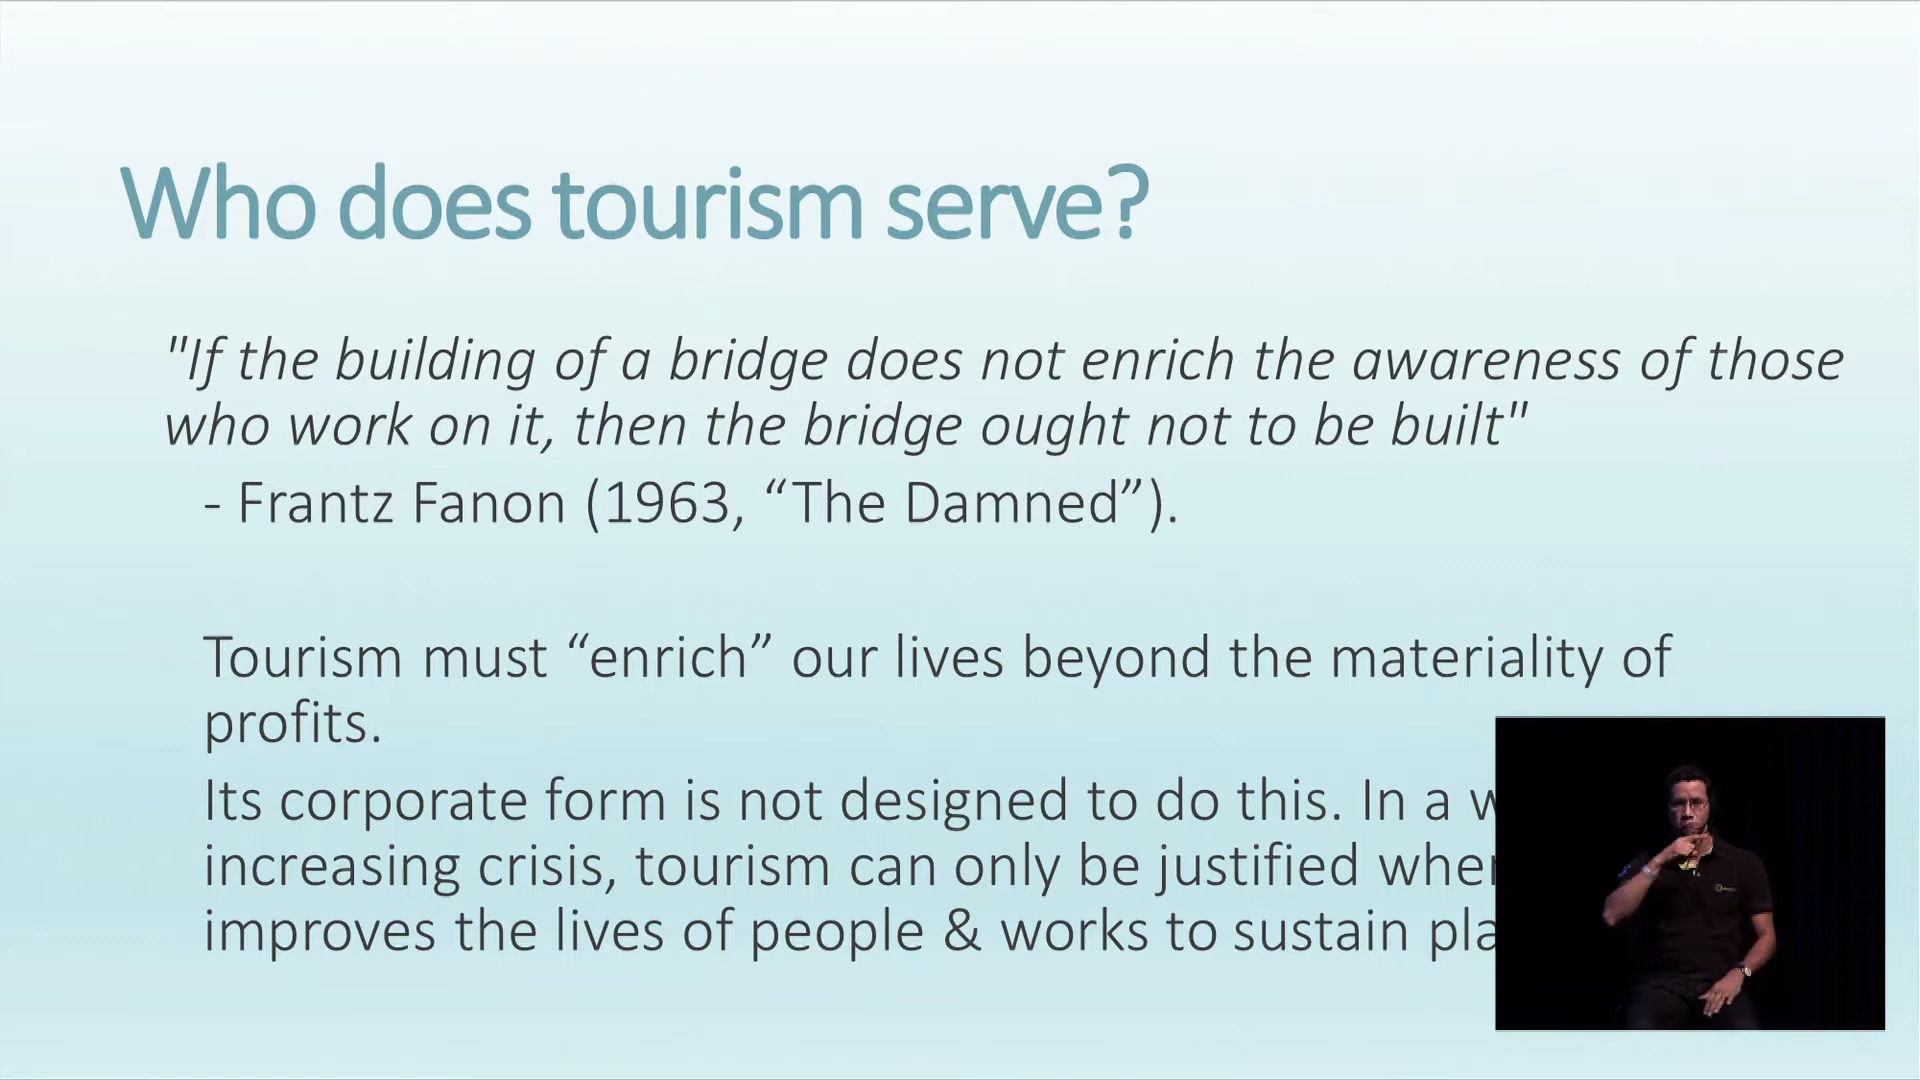 Who does tourism serve?
"If the building of a bridge does not enrich the awareness of those
who work on it, then the bridge ought not to be built"
- Frantz Fanon (1963, “The Damned”).
Tourism must “enrich” our lives beyond the materiality of
profits.
Its corporate form is not designed to do this. In a
increasing crisis, tourism can only be justified
improves the lives of people & works to sustain